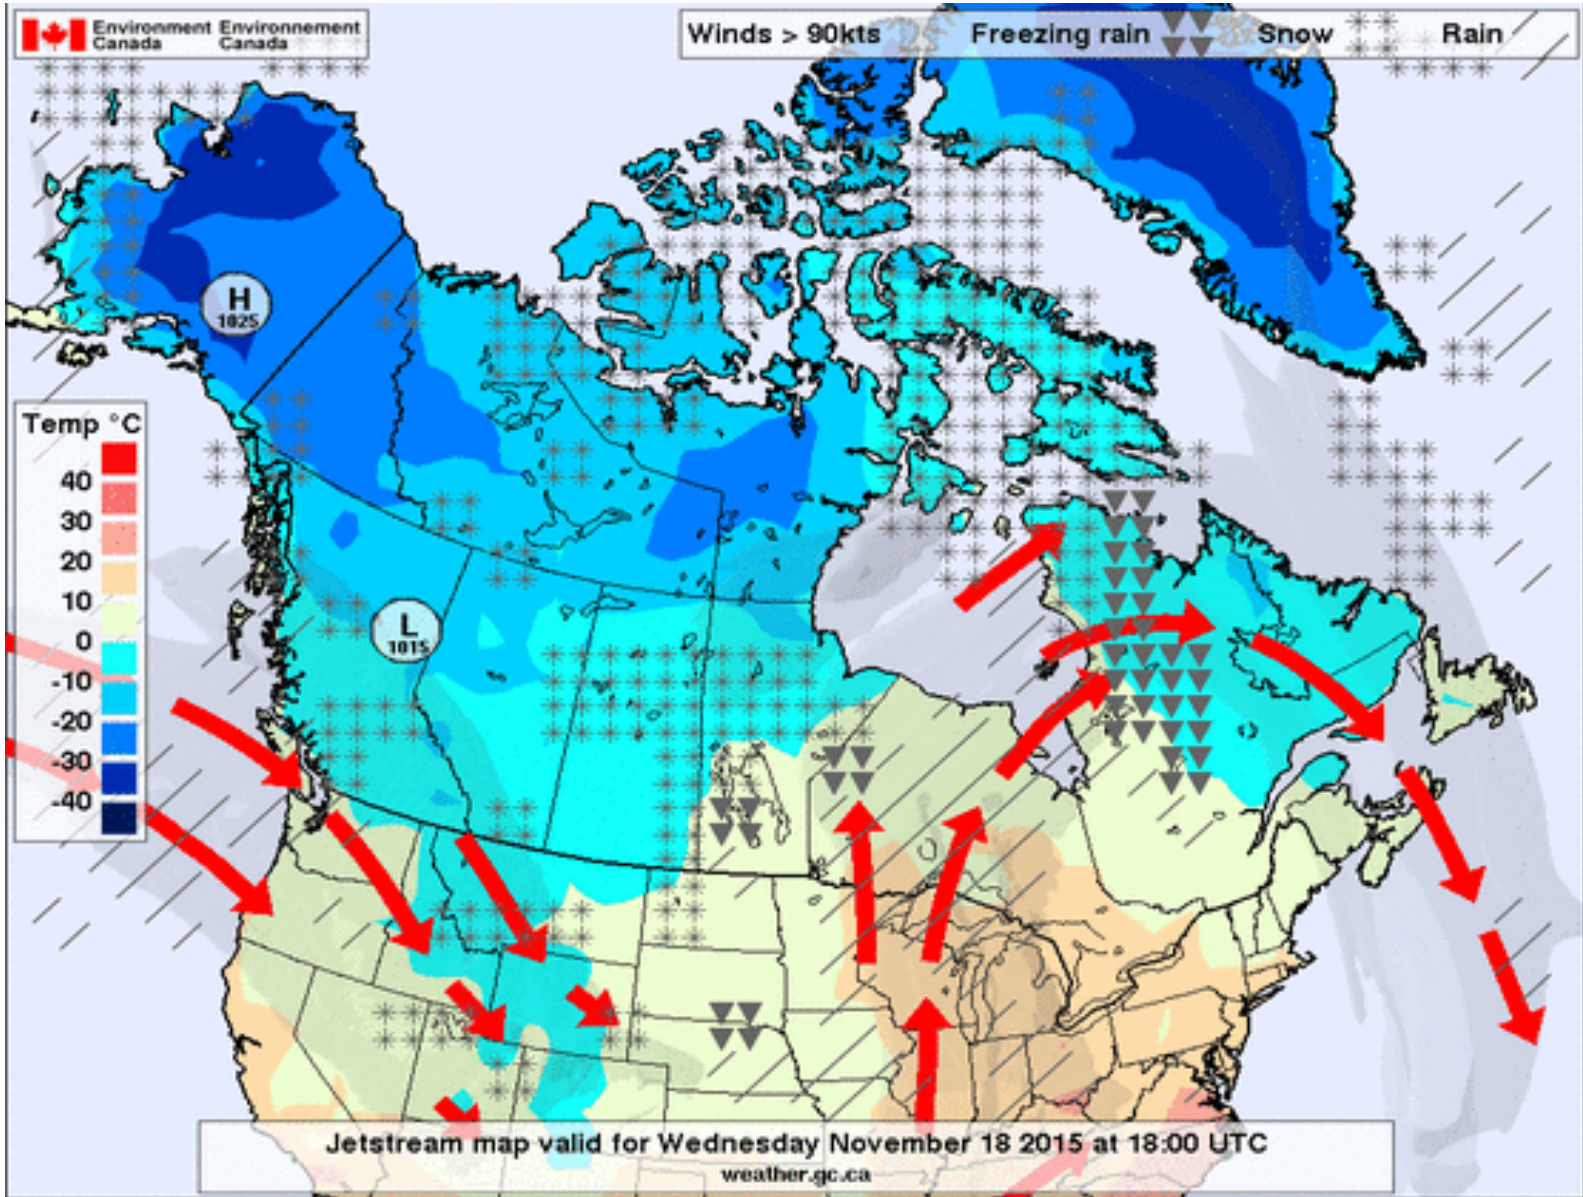 Environment Environnement
Canada Canada
Winds > 90kts Freezing rain Snow Rain
H
1025
L
1015
Temp °C
40
30
20
10
0
-10
-20
-30
-40
Jetstream map valid for Wednesday November 18 2015 at 18:00 UTC
weather.gc.ca